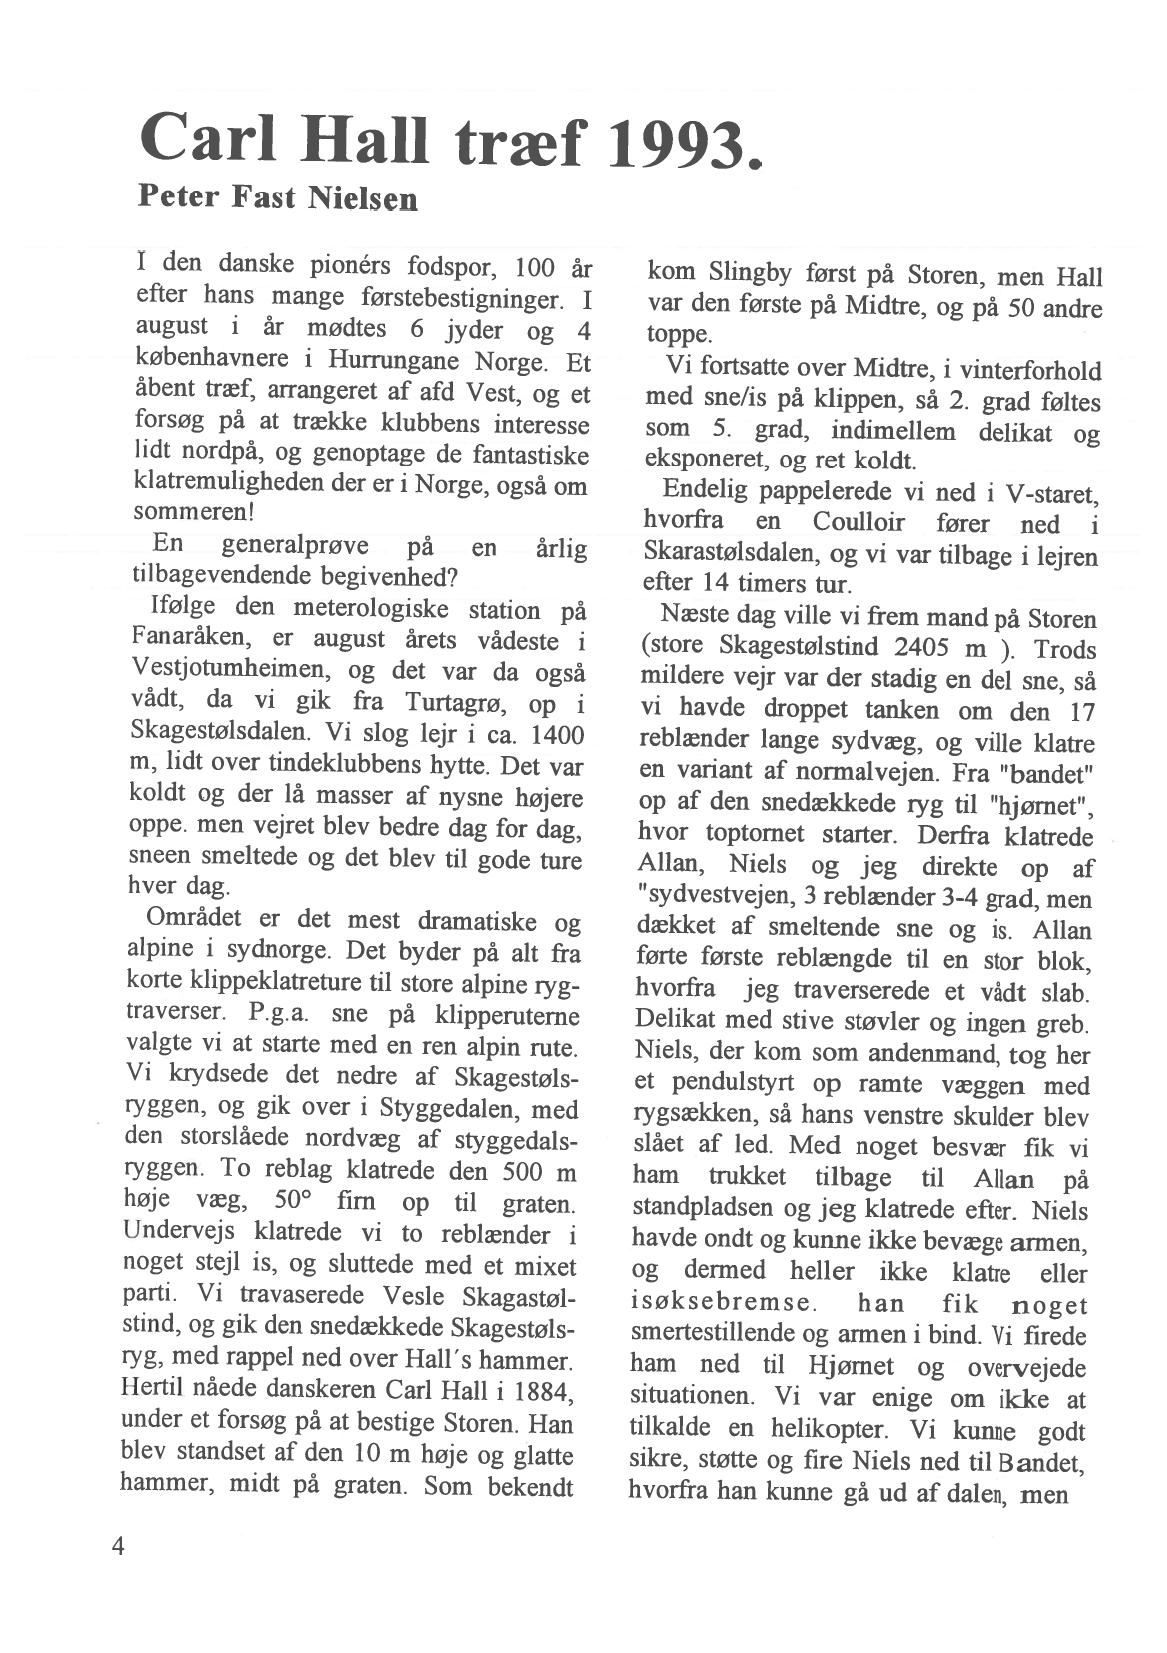 Carl Hall træf 1993.
Peter Fast Nielsen
I den danske pionérs fodspor, 100 år
efter hans mange førstebestigninger. I
august i år mødtes 6 jyder og 4
københavnere i Hurrungane Norge. Et
åbent træf, arrangeret af afd Vest, og et
forsøg på at trække klubbens interesse
lidt nordpå, og genoptage de fantastiske
klatremuligheden der er i Norge, også om
sommeren!
En generalprøve på en årlig
tilbagevendende begivenhed?
Ifølge den meterologiske station på
Fanaråken, er august årets vådeste i
Vestjotumheimen, og det var da også
vådt, da vi gik fra Turtagrø, op i
Skagestølsdalen. Vi slog lejr i ca. 1400
m, lidt over tindeklubbens hytte. Det var
koldt og der lå masser af nysne højere
oppe. men vejret blev bedre dag for dag,
sneen smeltede og det blev til gode ture
hver dag.
Området er det mest dramatiske og
alpine i sydnorge. Det byder på alt fra
korte klippeklatreture til store alpine ryg-
traverser. P.g.a. sne på klipperuterne
valgte vi at starte med en ren alpin rute.
Vi krydsede det nedre af Skagestøls-
ryggen, og gik over i Styggedalen, med
den storslåede nordvæg af styggedals-
ryggen. To reblag klatrede den 500 m
høje væg, 50° firn op til graten.
Undervejs klatrede vi to reblænder i
noget stejl is, og sluttede med et mixet
parti. Vi travaserede Vesle Skagastøl-
stind, og gik den snedækkede Skagestøls-
ryg, med rappel ned over Hall´s hammer.
Hertil nåede danskeren Carl Hall i 1884,
under et forsøg på at bestige Storen. Han
blev standset af den 10 m høje og glatte
hammer, midt på graten. Som bekendt
kom Slingby først på Storen, men Hall
var den første på Midtre, og på 50 andre
toppe.
Vi fortsatte over Midtre, i vinterforhold
med sne/is på klippen, så 2. grad føltes
som 5. grad, indimellem delikat og
eksponeret, og ret koldt.
Endelig pappelerede vi ned i V-staret,
hvorfra en Coulloir fører ned i
Skarastølsdalen, og vi var tilbage i lejren
efter 14 timers tur.
Næste dag ville vi frem mand på Storen
(store Skagestølstind 2405 m ). Trods
mildere vejr var der stadig en del sne, så
vi havde droppet tanken om den 17
reblænder lange sydvæg, og ville klatre
en variant af normalvejen. Fra "bandet"
op af den snedækkede ryg til "hjørnet",
hvor toptornet starter. Derfra klatrede
Allan, Niels og jeg direkte op af
"sydvestvejen, 3 reblænder 3-4 grad, men
dækket af smeltende sne og is. Allan
førte første reblængde til en stor blok,
hvorfra jeg traverserede et vådt slab.
Delikat med stive støvler og ingen greb.
Niels, der kom som andenmand, tog her
et pendulstyrt op ramte væggen med
rygsækken, så hans venstre skulder blev
slået af led. Med noget besvær fik vi
ham trukket tilbage til Allan på
standpladsen og jeg klatrede efter. Niels
havde ondt og kunne ikke bevæge armen,
og dermed heller ikke klatre eller
isøksebremse. han fik noget
smertestillende og armen i bind. Vi firede
ham ned til Hjørnet og overvejede
situationen. Vi var enige om ikke at
tilkalde en helikopter. Vi kunne godt
sikre, støtte og fire Niels ned til Bandet,
hvorfra han kunne gå ud af dalen, men
4